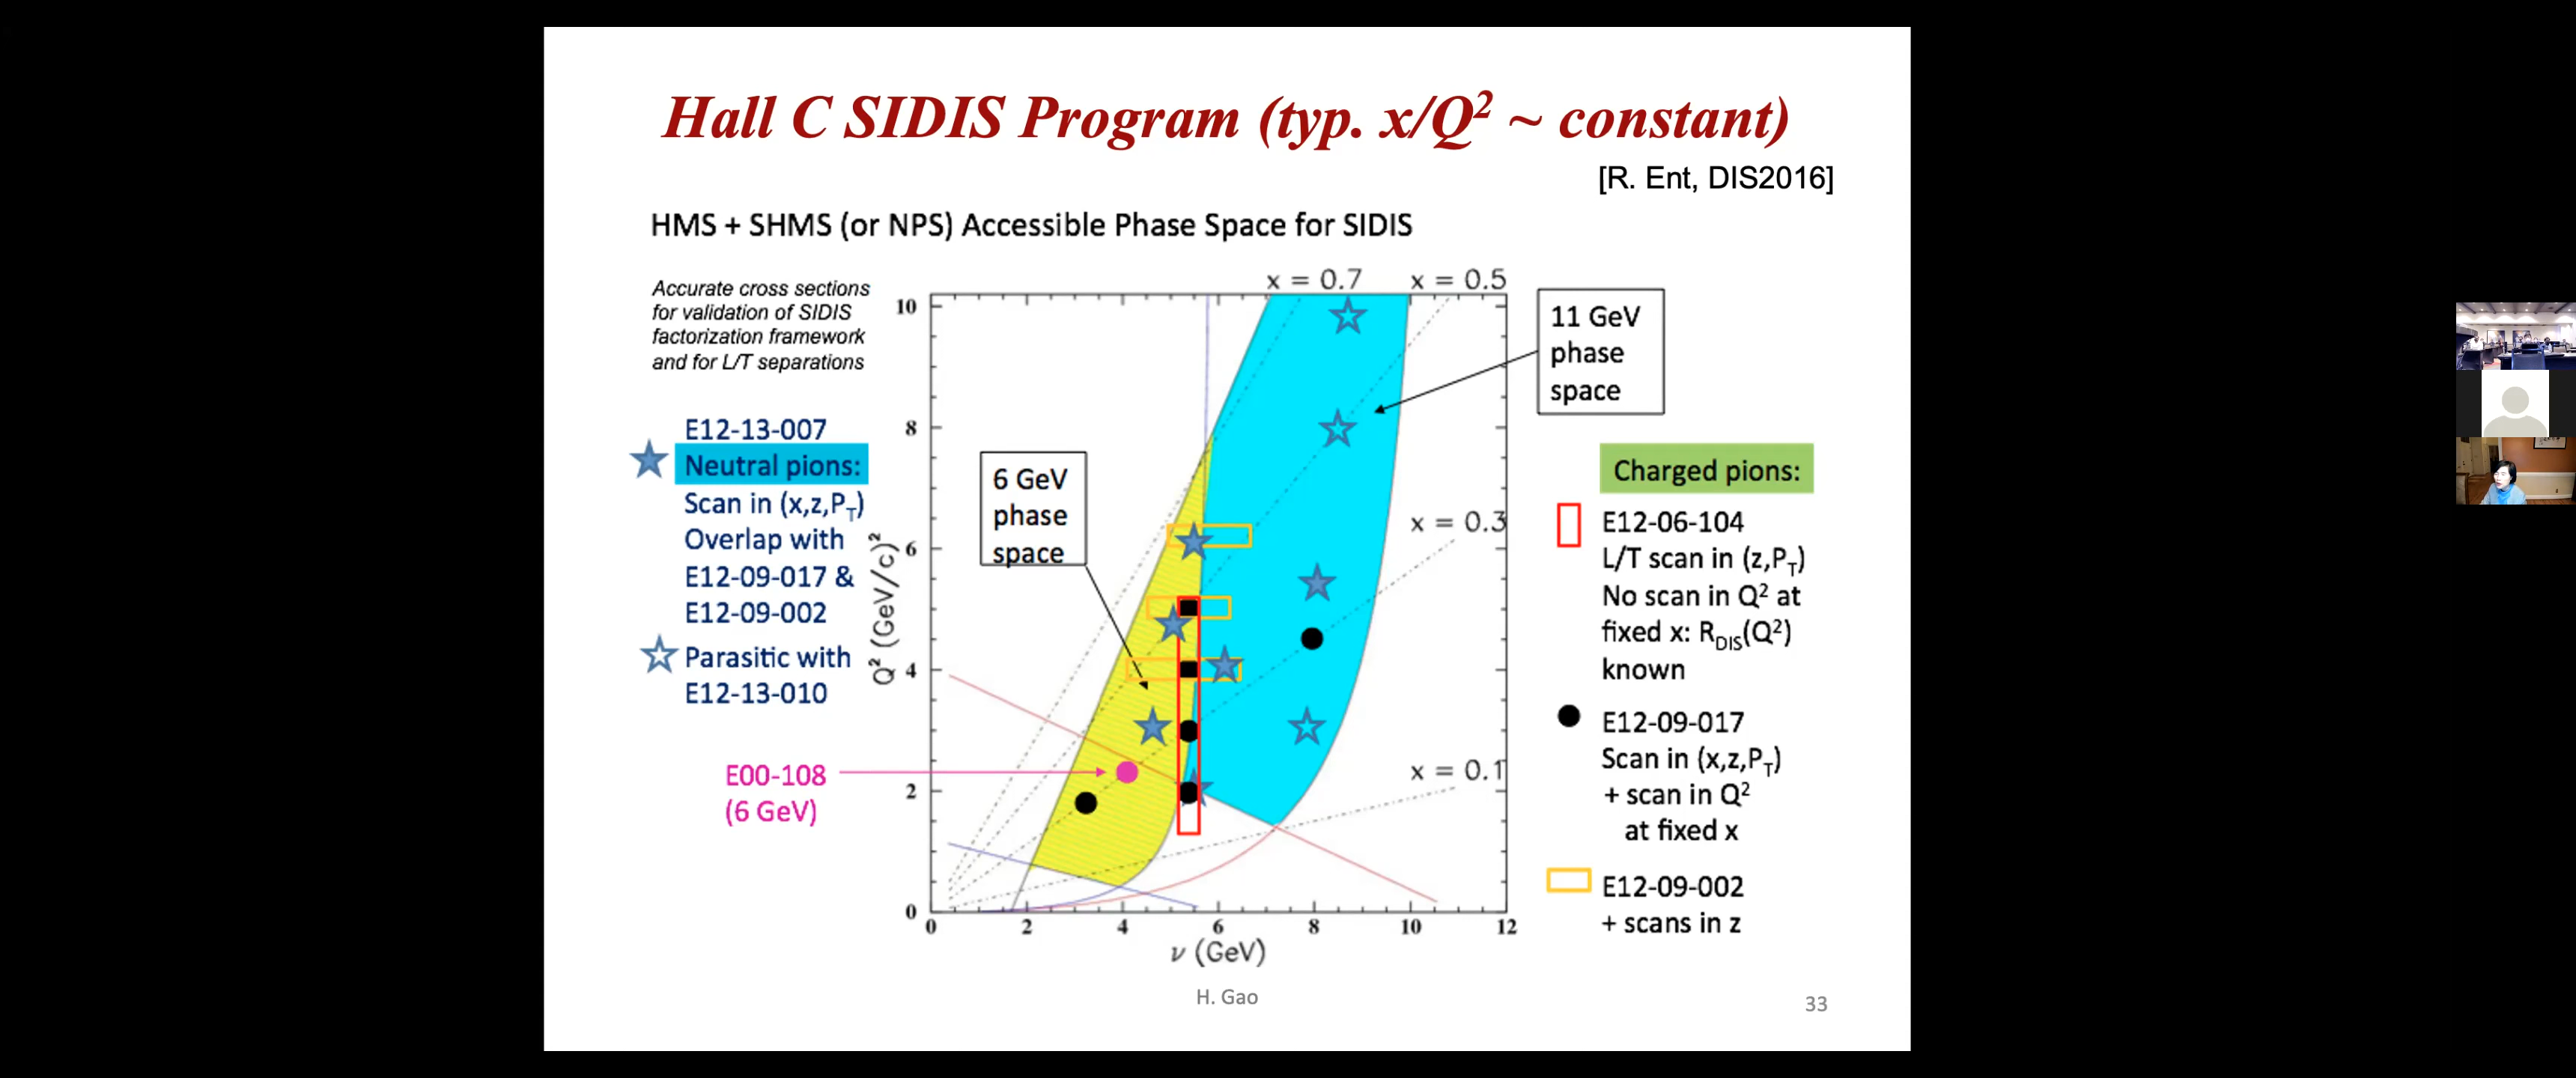 Hall C SIDIS Program (typ. x/Q² ~ constant)
[R. Ent, DIS2016]
HMS + SHMS (or NPS) Accessible Phase Space for SIDIS
Accurate cross sections
for validation of SIDIS
factorization framework
and for L/T separations
E12-13-007
Neutral pions:
Scan in (x,z,P_T)
Overlap with
E12-09-017 &
E12-09-002
Parasitic with
E12-13-010
E00-108
(6 GeV)
x = 0.7
x = 0.5
x = 0.3
x = 0.1
6 GeV
phase
space
11 GeV
phase
space
Q² (GeV/c)²
10
8
6
4
2
0
0 2 4 6 8 10 12
ν (GeV)
Charged pions:
E12-06-104
L/T scan in (z,P_T)
No scan in Q² at
fixed x: R_DIS(Q²)
known
E12-09-017
Scan in (x,z,P_T)
+ scan in Q²
at fixed x
E12-09-002
+ scans in z
H. Gao
33